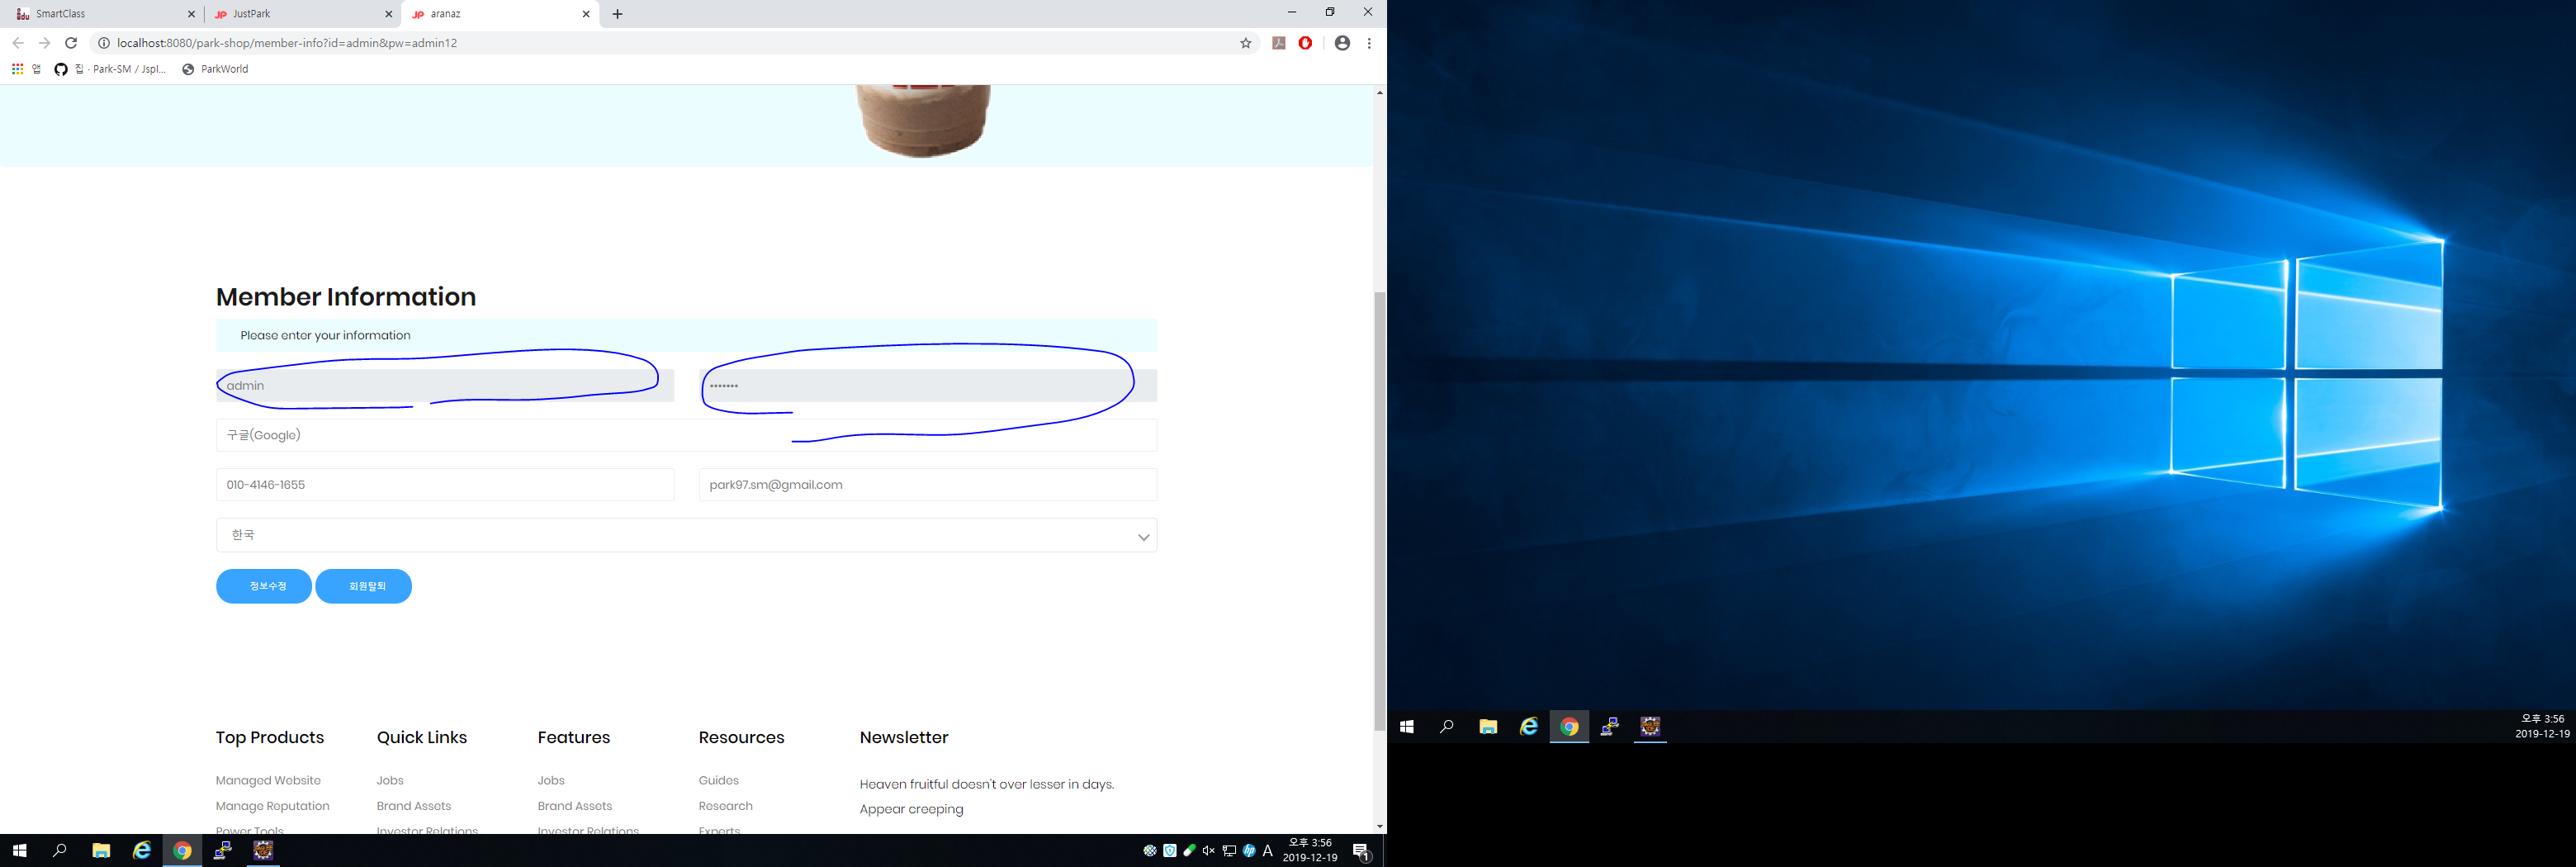 SmartClass
JustPark
aranaz
localhost:8080/park-shop/member-info?id=admin&pw=admin12
앱
집 · Park-SM / JspI...
ParkWorld
Member Information
Please enter your information
admin
•••••••
구글(Google)
010-4146-1655
park97.sm@gmail.com
한국
정보수정
회원탈퇴
Top Products
Quick Links
Features
Resources
Newsletter
Managed Website
Jobs
Jobs
Guides
Heaven fruitful doesn't over lesser in days.
Manage Reputation
Brand Assets
Brand Assets
Research
Appear creeping
Power Tools
Investor Relations
Investor Relations
Experts
A
오후 3:56
2019-12-19
1
오후 3:56
2019-12-19